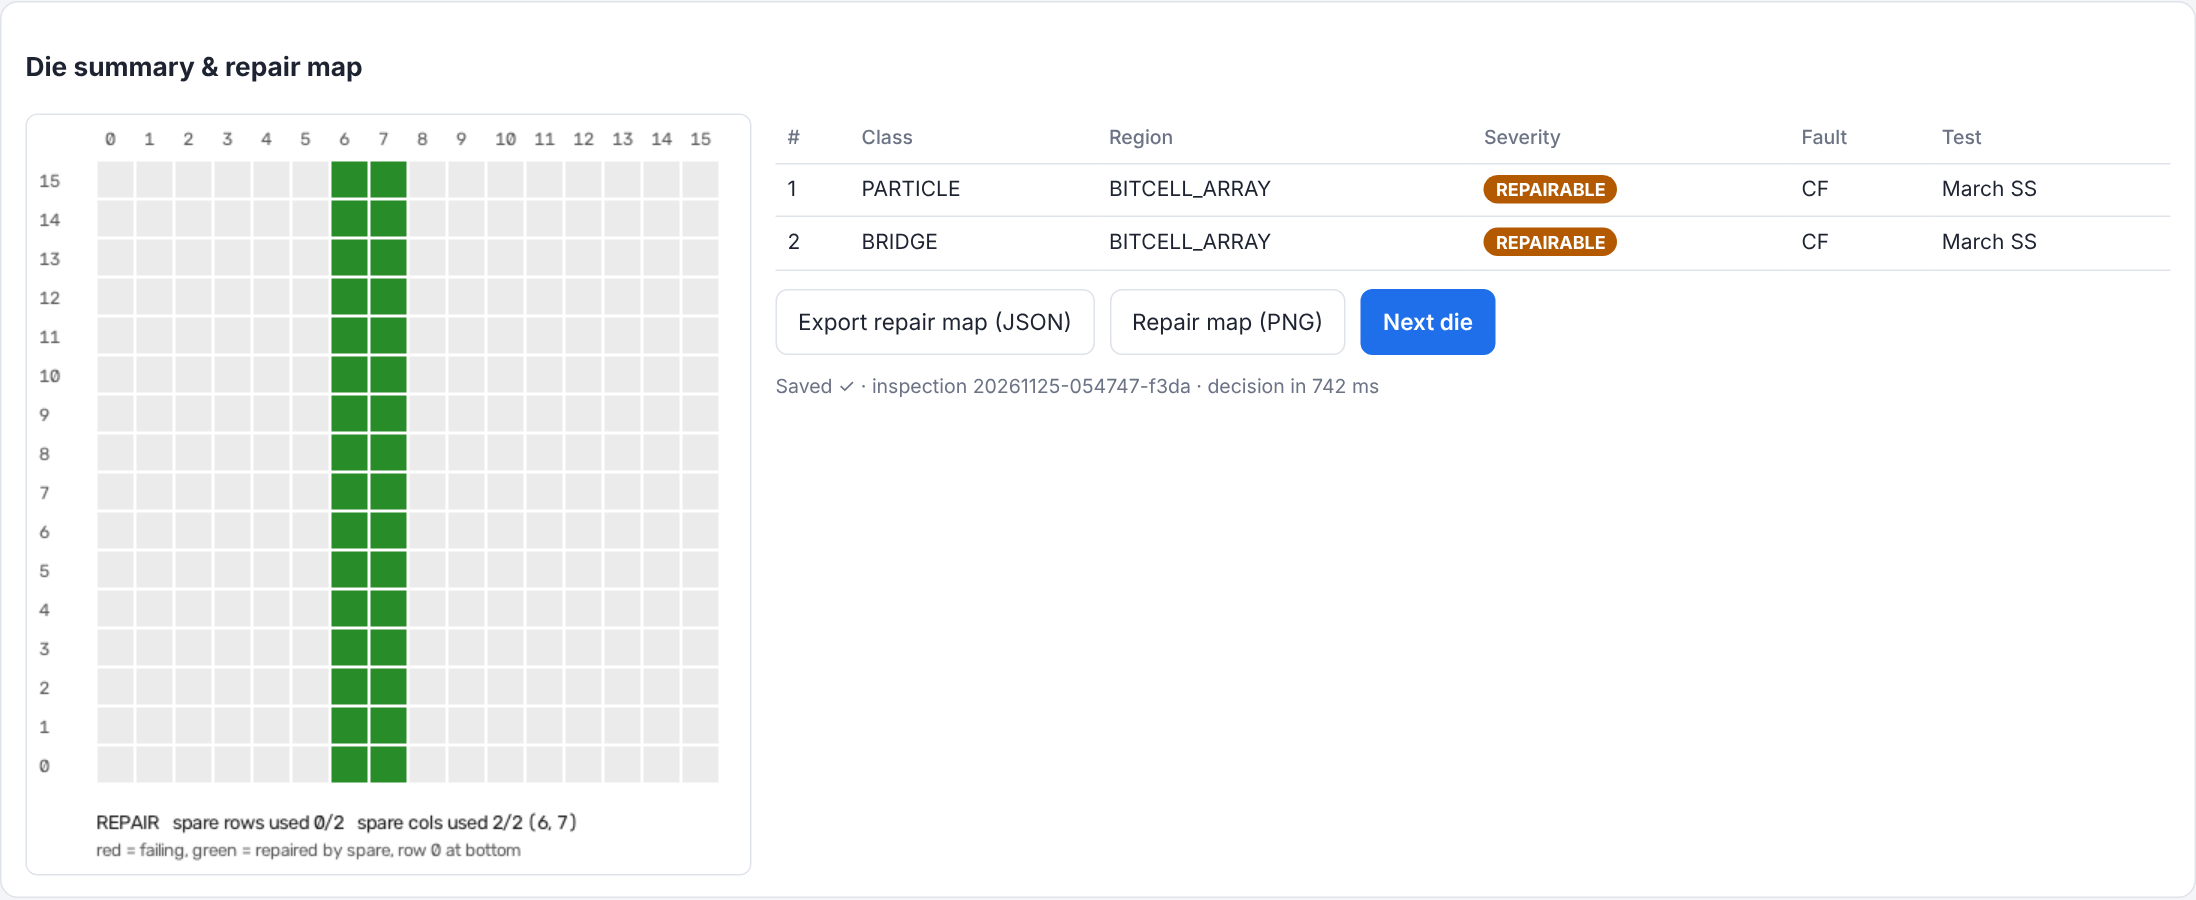 Die summary & repair map
0 1 2 3 4 5 6 7 8 9 10 11 12 13 14 15
15
14
13
12
11
10
9
8
7
6
5
4
3
2
1
0
REPAIR spare rows used 0/2 spare cols used 2/2 (6, 7)
red = failing, green = repaired by spare, row 0 at bottom
# Class Region Severity Fault Test
1 PARTICLE BITCELL_ARRAY REPAIRABLE CF March SS
2 BRIDGE BITCELL_ARRAY REPAIRABLE CF March SS
Export repair map (JSON) Repair map (PNG) Next die
Saved ✓ · inspection 20261125-054747-f3da · decision in 742 ms